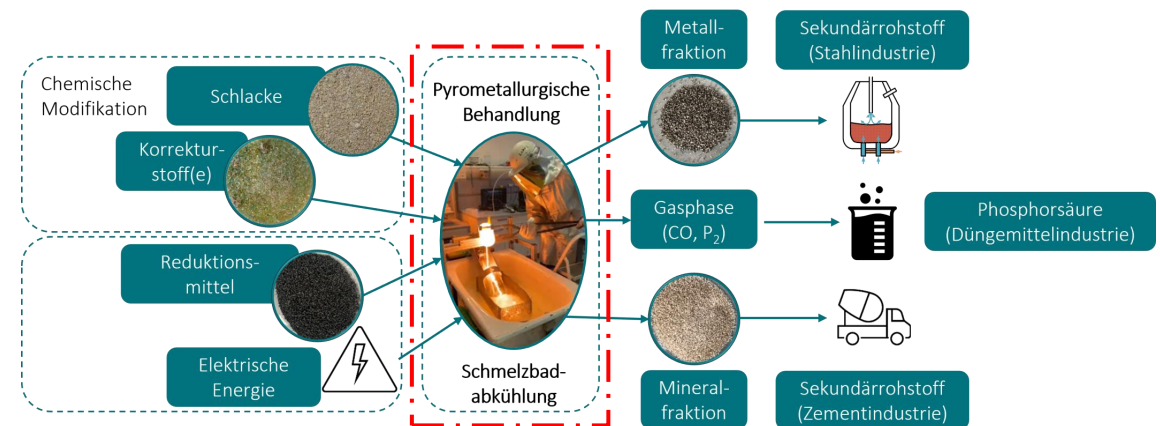 Chemische
Modifikation
Schlacke
Korrektur-
stoff(e)
Reduktions-
mittel
Elektrische
Energie
Pyrometallurgische
Behandlung
Schmelzbad-
abkühlung
Metall-
fraktion
Sekundärrohstoff
(Stahlindustrie)
Gasphase
(CO, P₂)
Phosphorsäure
(Düngemittelindustrie)
Mineral-
fraktion
Sekundärrohstoff
(Zementindustrie)